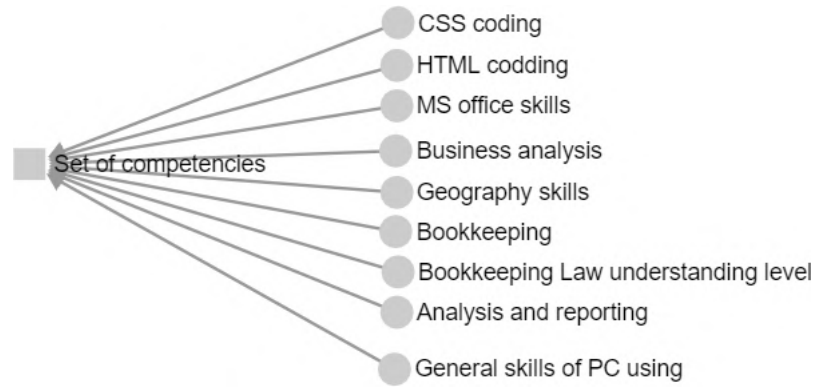 CSS coding
HTML codding
MS office skills
Business analysis
Set of competencies
Geography skills
Bookkeeping
Bookkeeping Law understanding level
Analysis and reporting
General skills of PC using